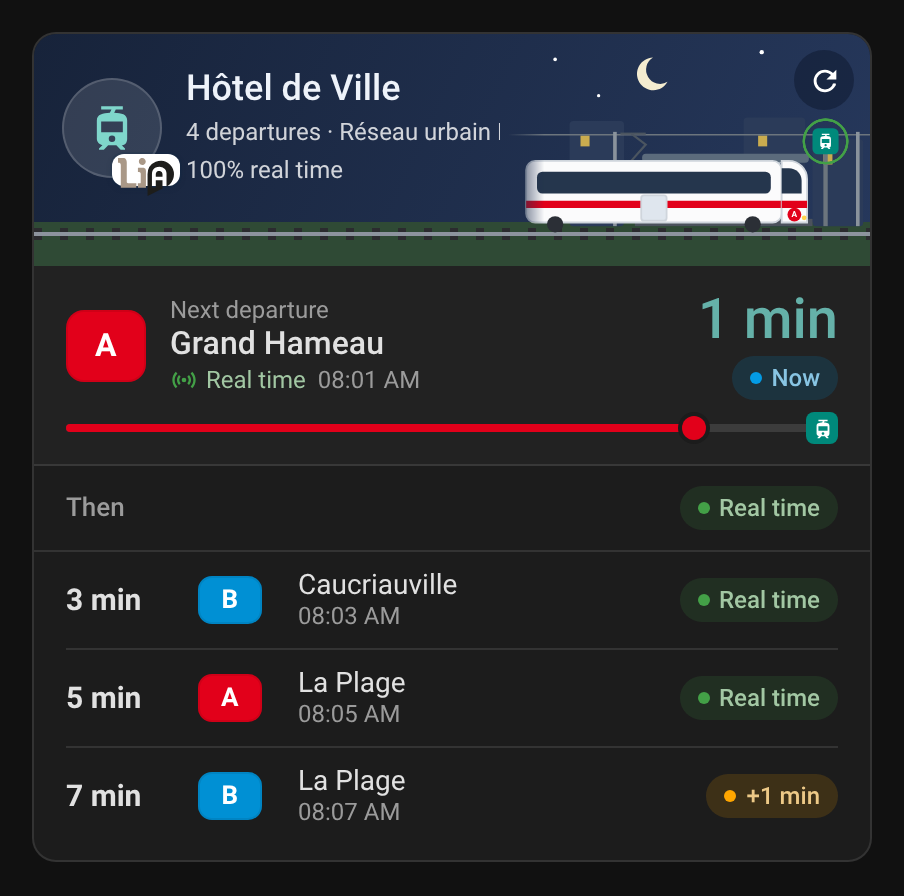 Hôtel de Ville
4 departures · Réseau urbain
100% real time
LiA
A
A
Next departure
Grand Hameau
Real time 08:01 AM
1 min
Now
Then
Real time
3 min
B
Caucriauville
08:03 AM
Real time
5 min
A
La Plage
08:05 AM
Real time
7 min
B
La Plage
08:07 AM
+1 min